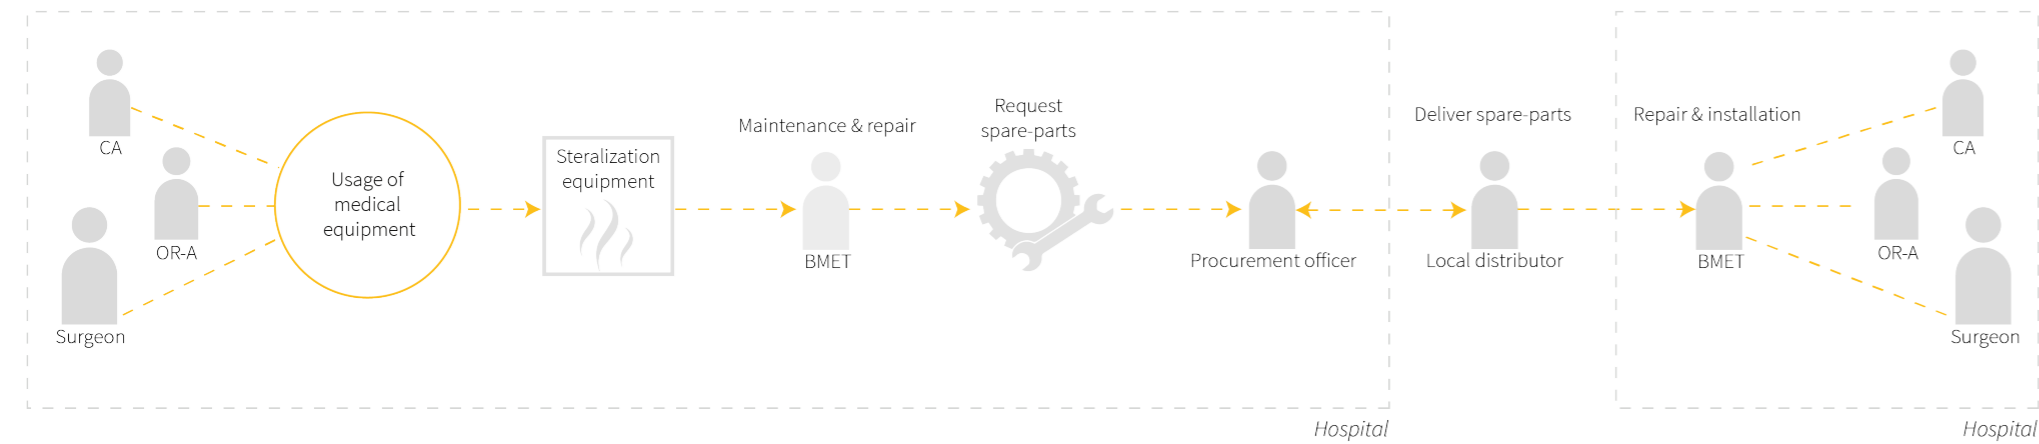 CA
OR-A
Surgeon
Usage of
medical
equipment
Steralization
equipment
Maintenance & repair
BMET
Request
spare-parts
Procurement officer
Hospital
Deliver spare-parts
Local distributor
Repair & installation
BMET
CA
OR-A
Surgeon
Hospital